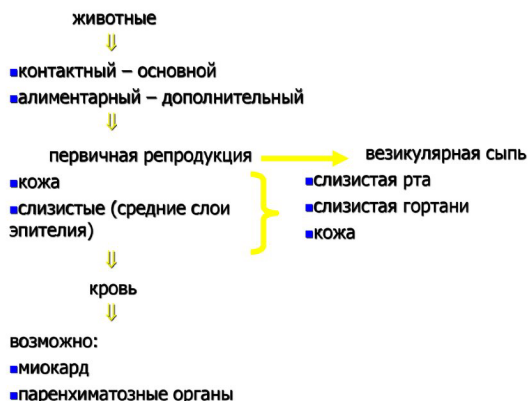 животные
⇓
▪контактный – основной
▪алиментарный – дополнительный
⇓
первичная репродукция
▪кожа
▪слизистые (средние слои
эпителия)
везикулярная сыпь
▪слизистая рта
▪слизистая гортани
▪кожа
⇓
кровь
⇓
возможно:
▪миокард
▪паренхиматозные органы